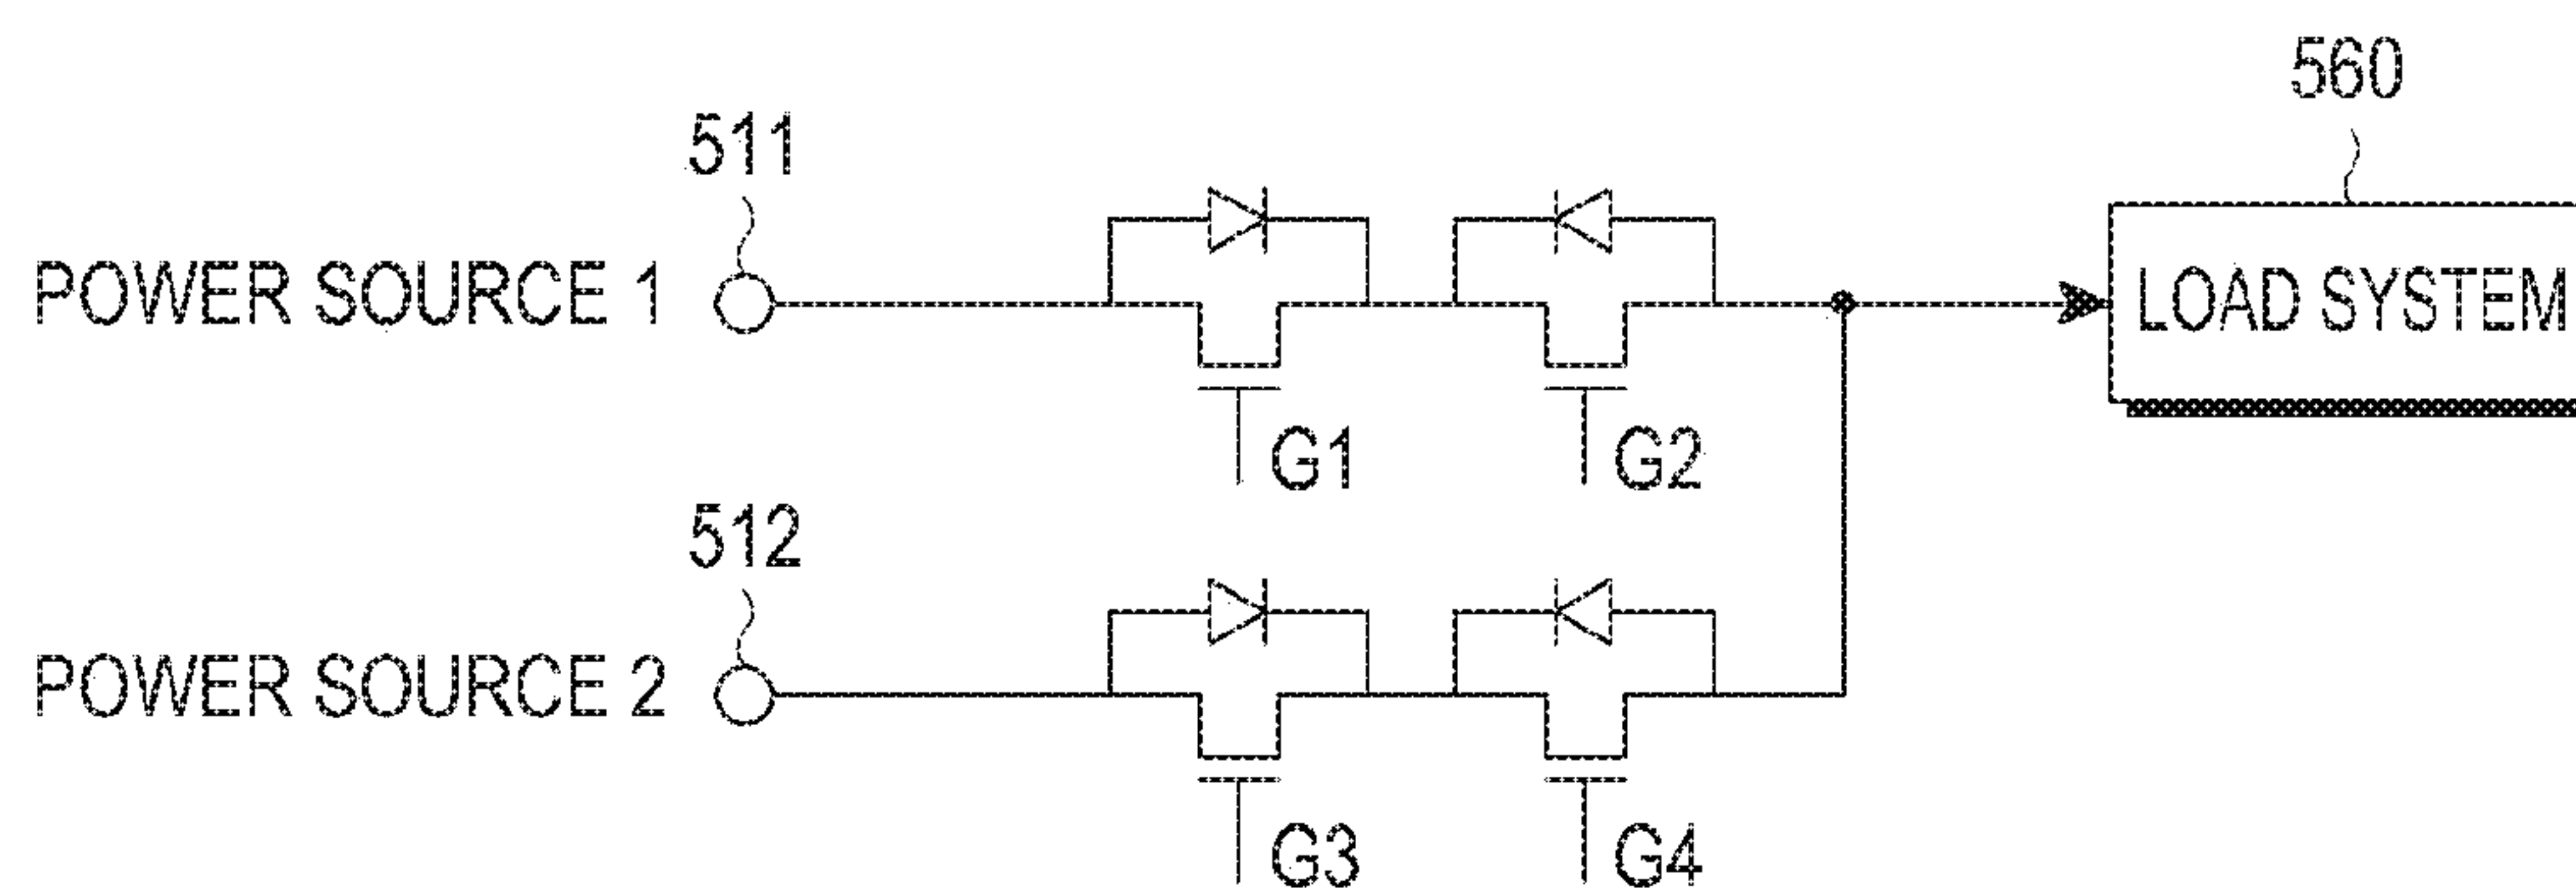 560
511
POWER SOURCE 1
LOAD SYSTEM
G1
G2
512
POWER SOURCE 2
G3
G4